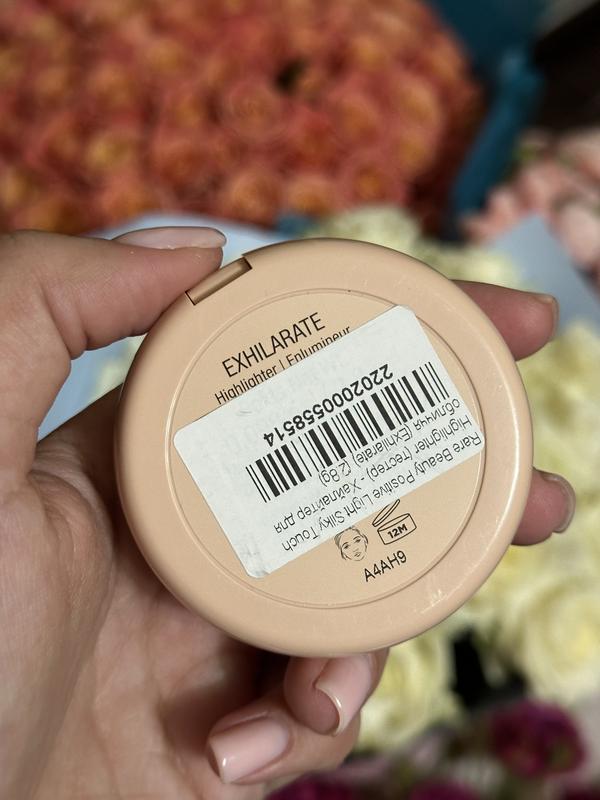 EXHILARATE
Highlighter | Enlumineur
2202000558514
Rare Beauty Positive Light Silky Touch
Highlighter (тестер) - Хайлайтер для
обличчя (Exhilarate) (2.8g)
12M
A4AH9